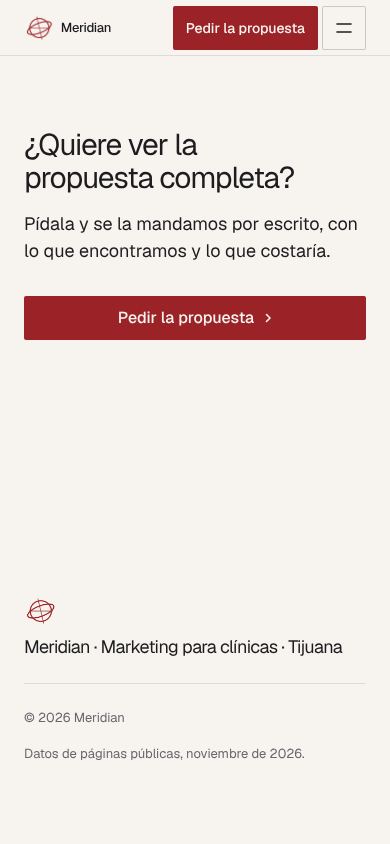 Meridian
Pedir la propuesta
¿Quiere ver la
propuesta completa?
Pídala y se la mandamos por escrito, con
lo que encontramos y lo que costaría.
Pedir la propuesta
Meridian · Marketing para clínicas · Tijuana
© 2026 Meridian
Datos de páginas públicas, noviembre de 2026.